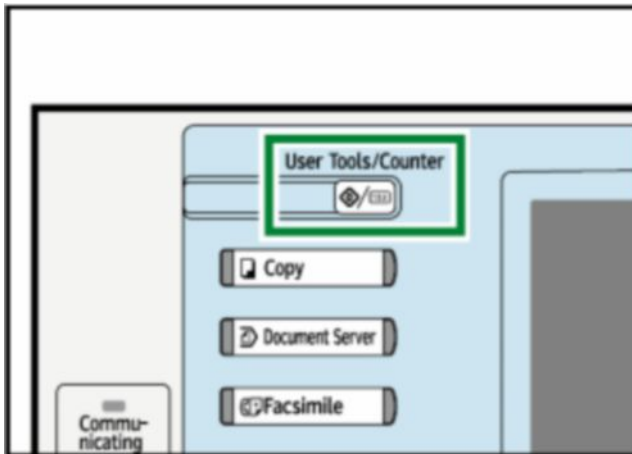 User Tools/Counter
Copy
Document Server
Facsimile
Commu-
nicating